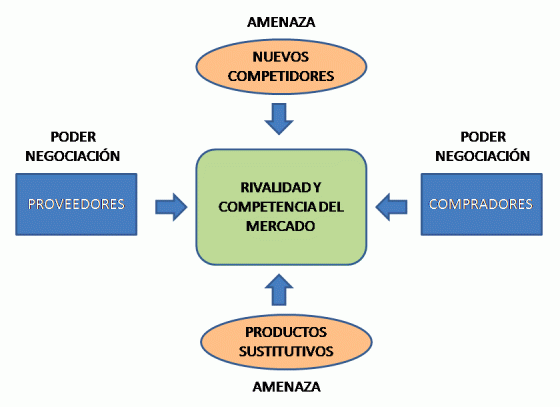 AMENAZA
NUEVOS
COMPETIDORES
PODER
NEGOCIACIÓN
PROVEEDORES
RIVALIDAD Y
COMPETENCIA DEL
MERCADO
PODER
NEGOCIACIÓN
COMPRADORES
PRODUCTOS
SUSTITUTIVOS
AMENAZA